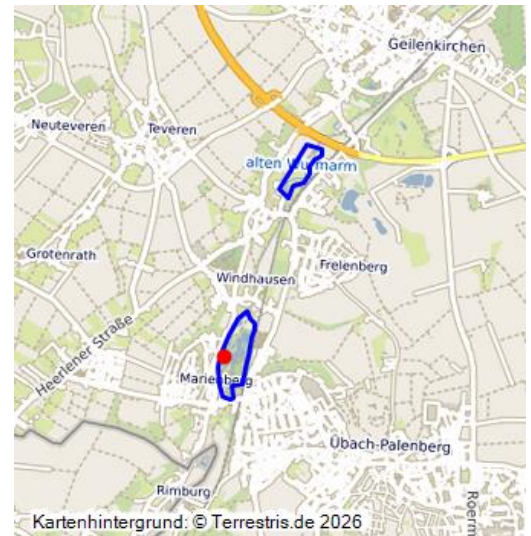 Geilenkirchen
Neuteveren
Teveren
alten Wurmarm
Grotenrath
Frelenberg
Windhausen
Heerlener Straße
Marienberg
Übach-Palenberg
Rimburg
Roerm
Kartenhintergrund: © Terrestris.de 2026